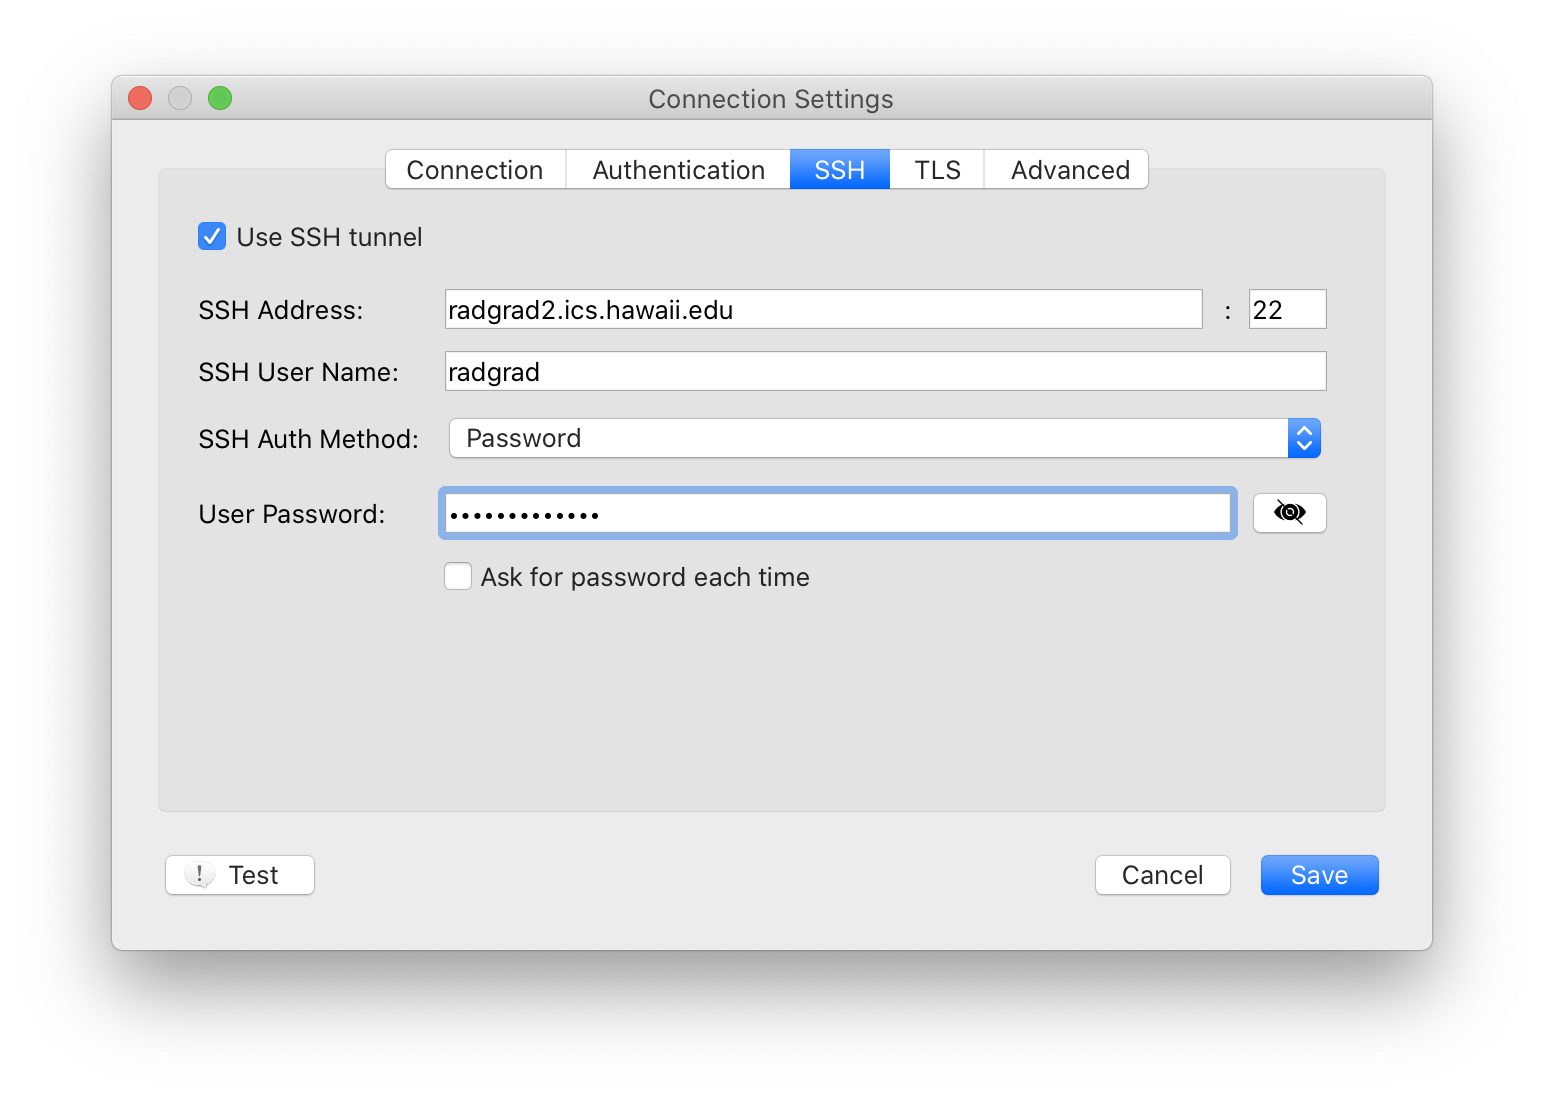 Connection Settings
Connection Authentication SSH TLS Advanced
Use SSH tunnel
SSH Address: radgrad2.ics.hawaii.edu : 22
SSH User Name: radgrad
SSH Auth Method: Password
User Password: •••••••••••••
Ask for password each time
Test Cancel Save